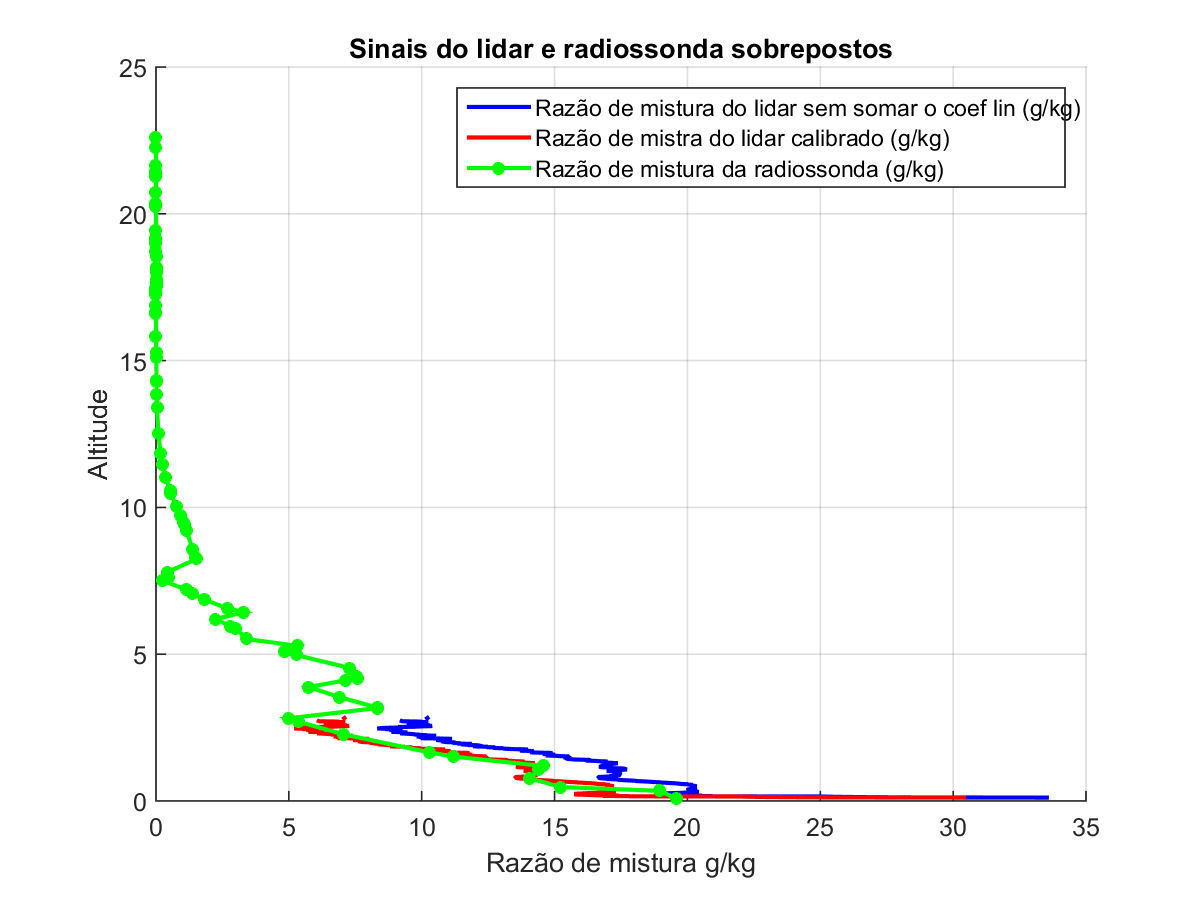 Sinais do lidar e radiossonda sobrepostos
25
Razão de mistura do lidar sem somar o coef lin (g/kg)
Razão de mistra do lidar calibrado (g/kg)
Razão de mistura da radiossonda (g/kg)
20
15
Altitude
10
5
0
0 5 10 15 20 25 30 35
Razão de mistura g/kg